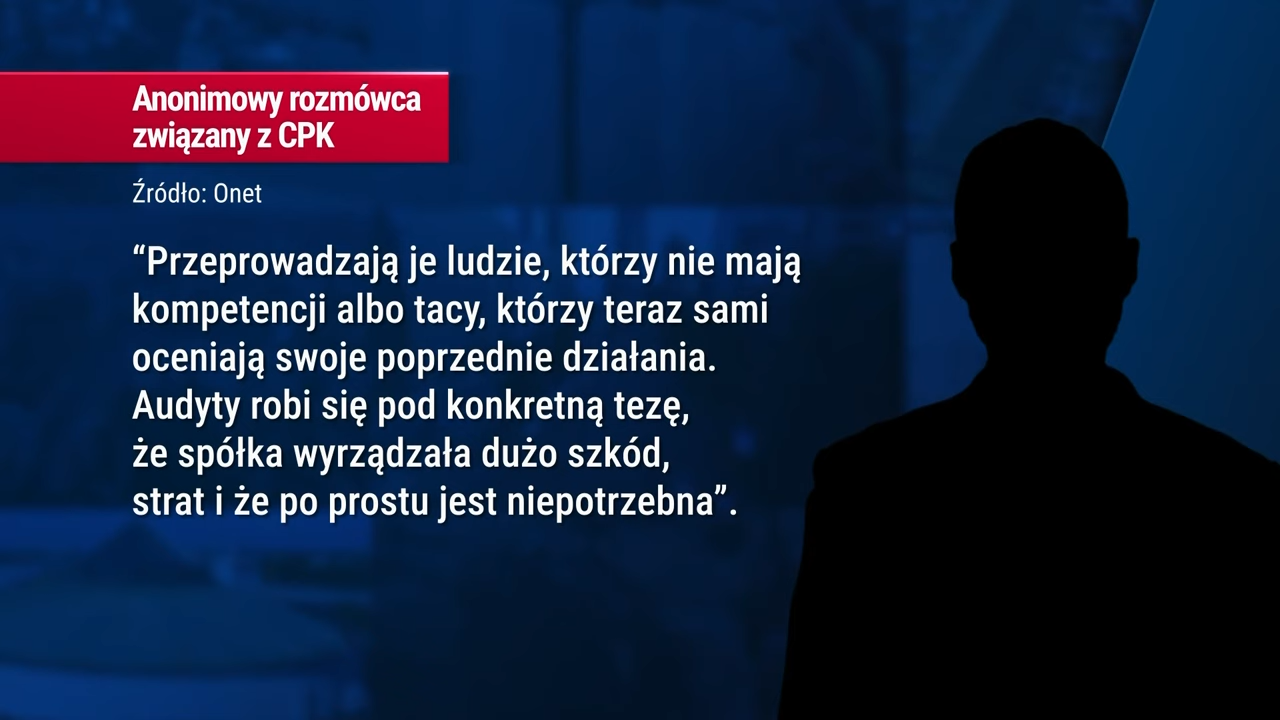 Anonimowy rozmówca
związany z CPK
Źródło: Onet
“Przeprowadzają je ludzie, którzy nie mają
kompetencji albo tacy, którzy teraz sami
oceniają swoje poprzednie działania.
Audyty robi się pod konkretną tezę,
że spółka wyrządzała dużo szkód,
strat i że po prostu jest niepotrzebna”.